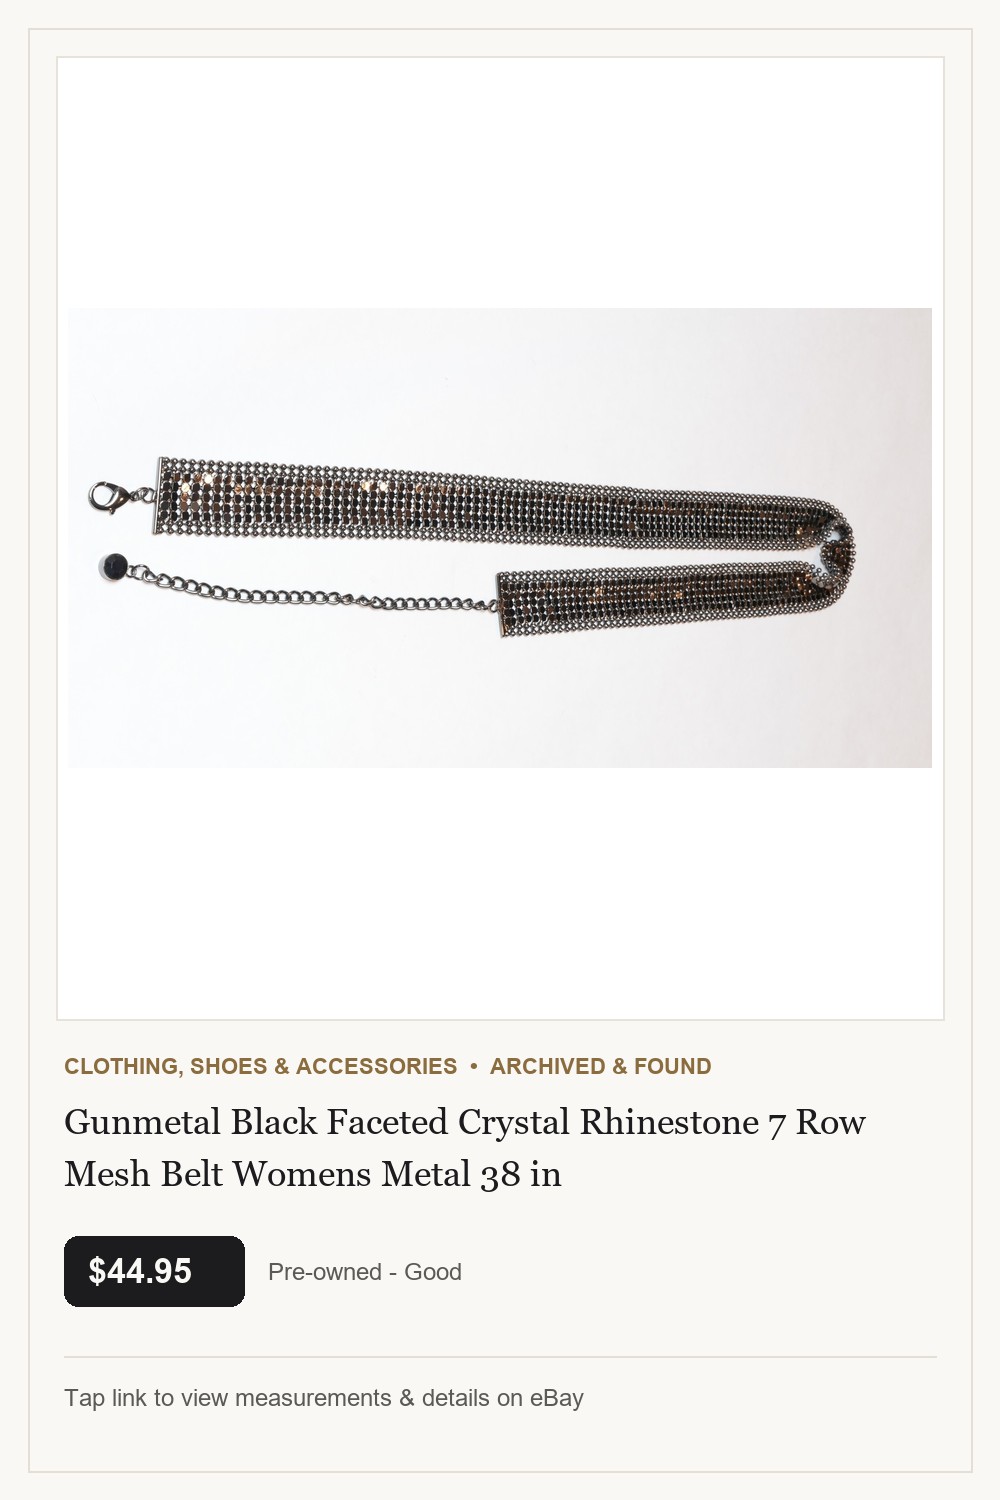 CLOTHING, SHOES & ACCESSORIES • ARCHIVED & FOUND
Gunmetal Black Faceted Crystal Rhinestone 7 Row
Mesh Belt Womens Metal 38 in
$44.95
Pre-owned - Good
Tap link to view measurements & details on eBay